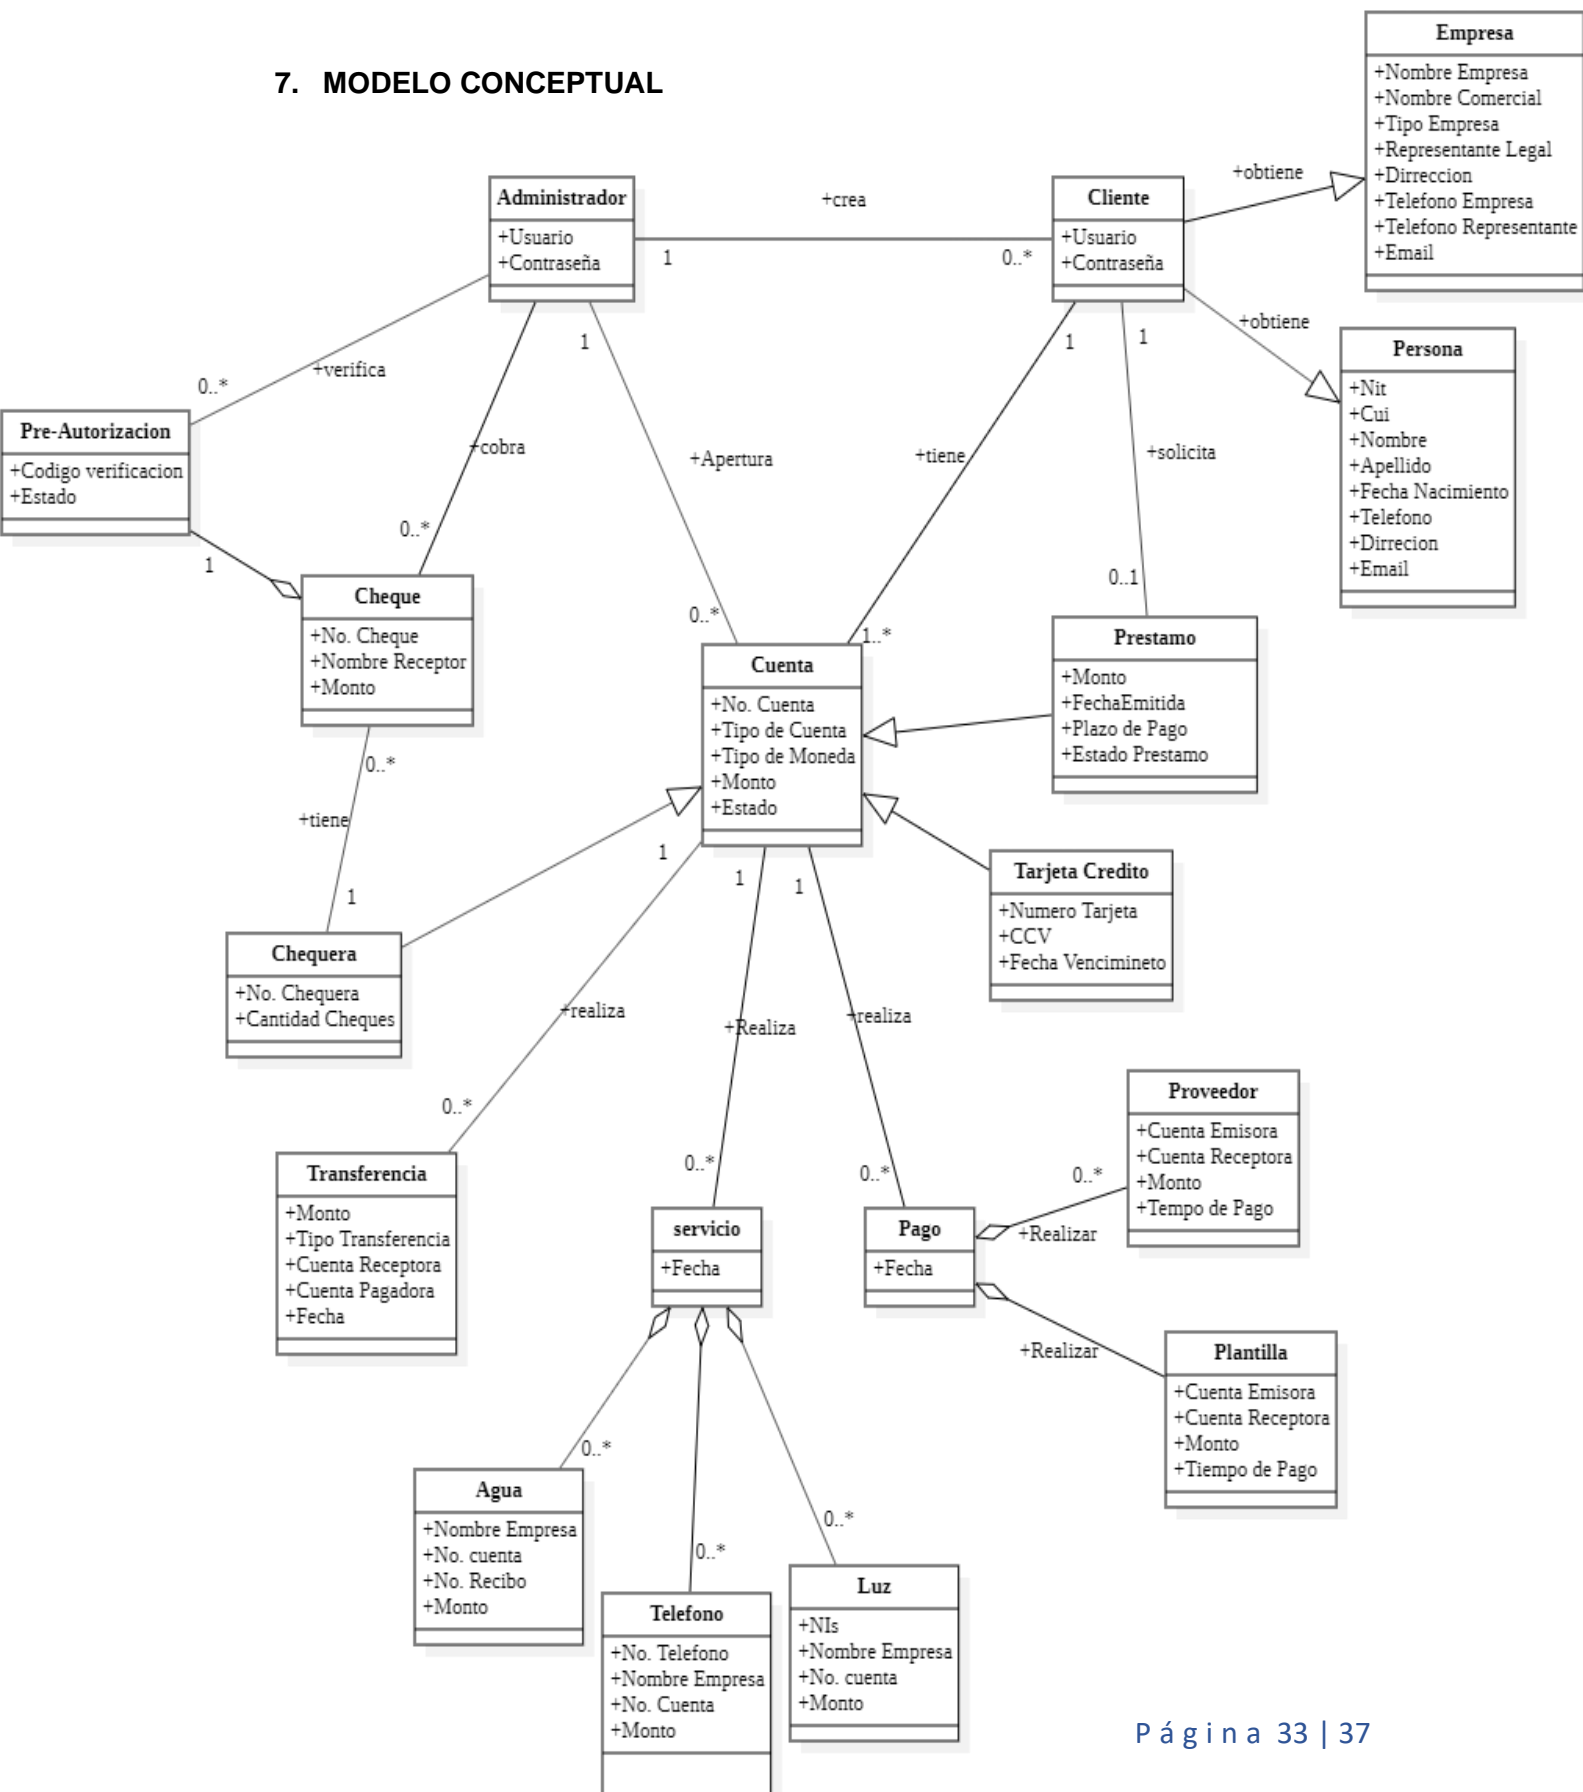 7. MODELO CONCEPTUAL
Empresa
+Nombre Empresa
+Nombre Comercial
+Tipo Empresa
+Representante Legal
+Dirreccion
+Telefono Empresa
+Telefono Representante
+Email
Administrador
+Usuario
+Contraseña
+crea
1
0..*
Cliente
+Usuario
+Contraseña
+obtiene
+obtiene
Persona
+Nit
+Cui
+Nombre
+Apellido
+Fecha Nacimiento
+Telefono
+Dirrecion
+Email
+verifica
0..*
Pre-Autorizacion
+Codigo verificacion
+Estado
1
+cobra
0..*
1
+Apertura
0..*
1
+tiene
1..*
1
+solicita
0..1
Cheque
+No. Cheque
+Nombre Receptor
+Monto
0..*
+tiene
1
Cuenta
+No. Cuenta
+Tipo de Cuenta
+Tipo de Moneda
+Monto
+Estado
Prestamo
+Monto
+FechaEmitida
+Plazo de Pago
+Estado Prestamo
Tarjeta Credito
+Numero Tarjeta
+CCV
+Fecha Vencimineto
Chequera
+No. Chequera
+Cantidad Cheques
1
+realiza
0..*
1
+Realiza
0..*
1
+realiza
0..*
Proveedor
+Cuenta Emisora
+Cuenta Receptora
+Monto
+Tempo de Pago
0..*
+Realizar
Transferencia
+Monto
+Tipo Transferencia
+Cuenta Receptora
+Cuenta Pagadora
+Fecha
servicio
+Fecha
Pago
+Fecha
+Realizar
Plantilla
+Cuenta Emisora
+Cuenta Receptora
+Monto
+Tiempo de Pago
0..*
0..*
0..*
Agua
+Nombre Empresa
+No. cuenta
+No. Recibo
+Monto
Telefono
+No. Telefono
+Nombre Empresa
+No. Cuenta
+Monto
Luz
+NIs
+Nombre Empresa
+No. cuenta
+Monto
Página 33 | 37